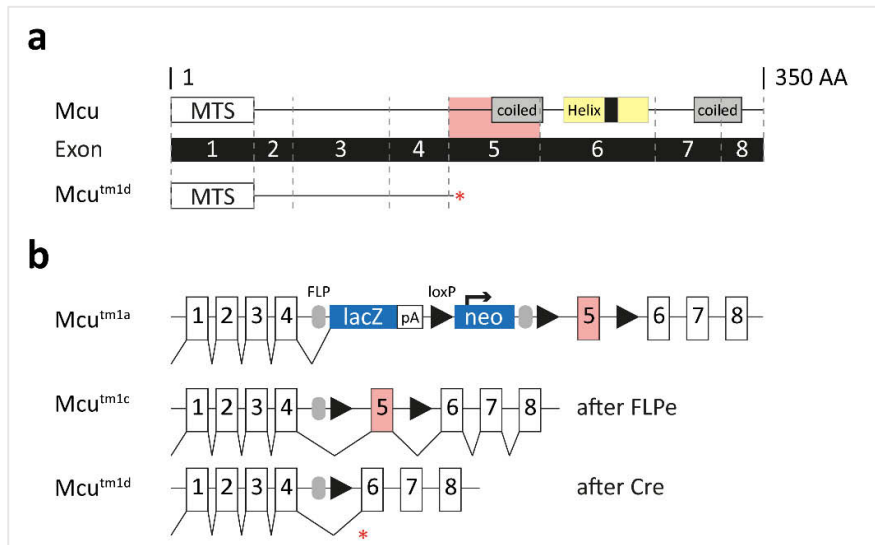 a
1 350 AA
Mcu MTS coiled Helix coiled
Exon 1 2 3 4 5 6 7 8
Mcutm1d MTS *
b
FLP loxP
Mcutm1a 1 2 3 4 lacZ pA neo 5 6 7 8
Mcutm1c 1 2 3 4 5 6 7 8 after FLPe
Mcutm1d 1 2 3 4 6 7 8 after Cre
*